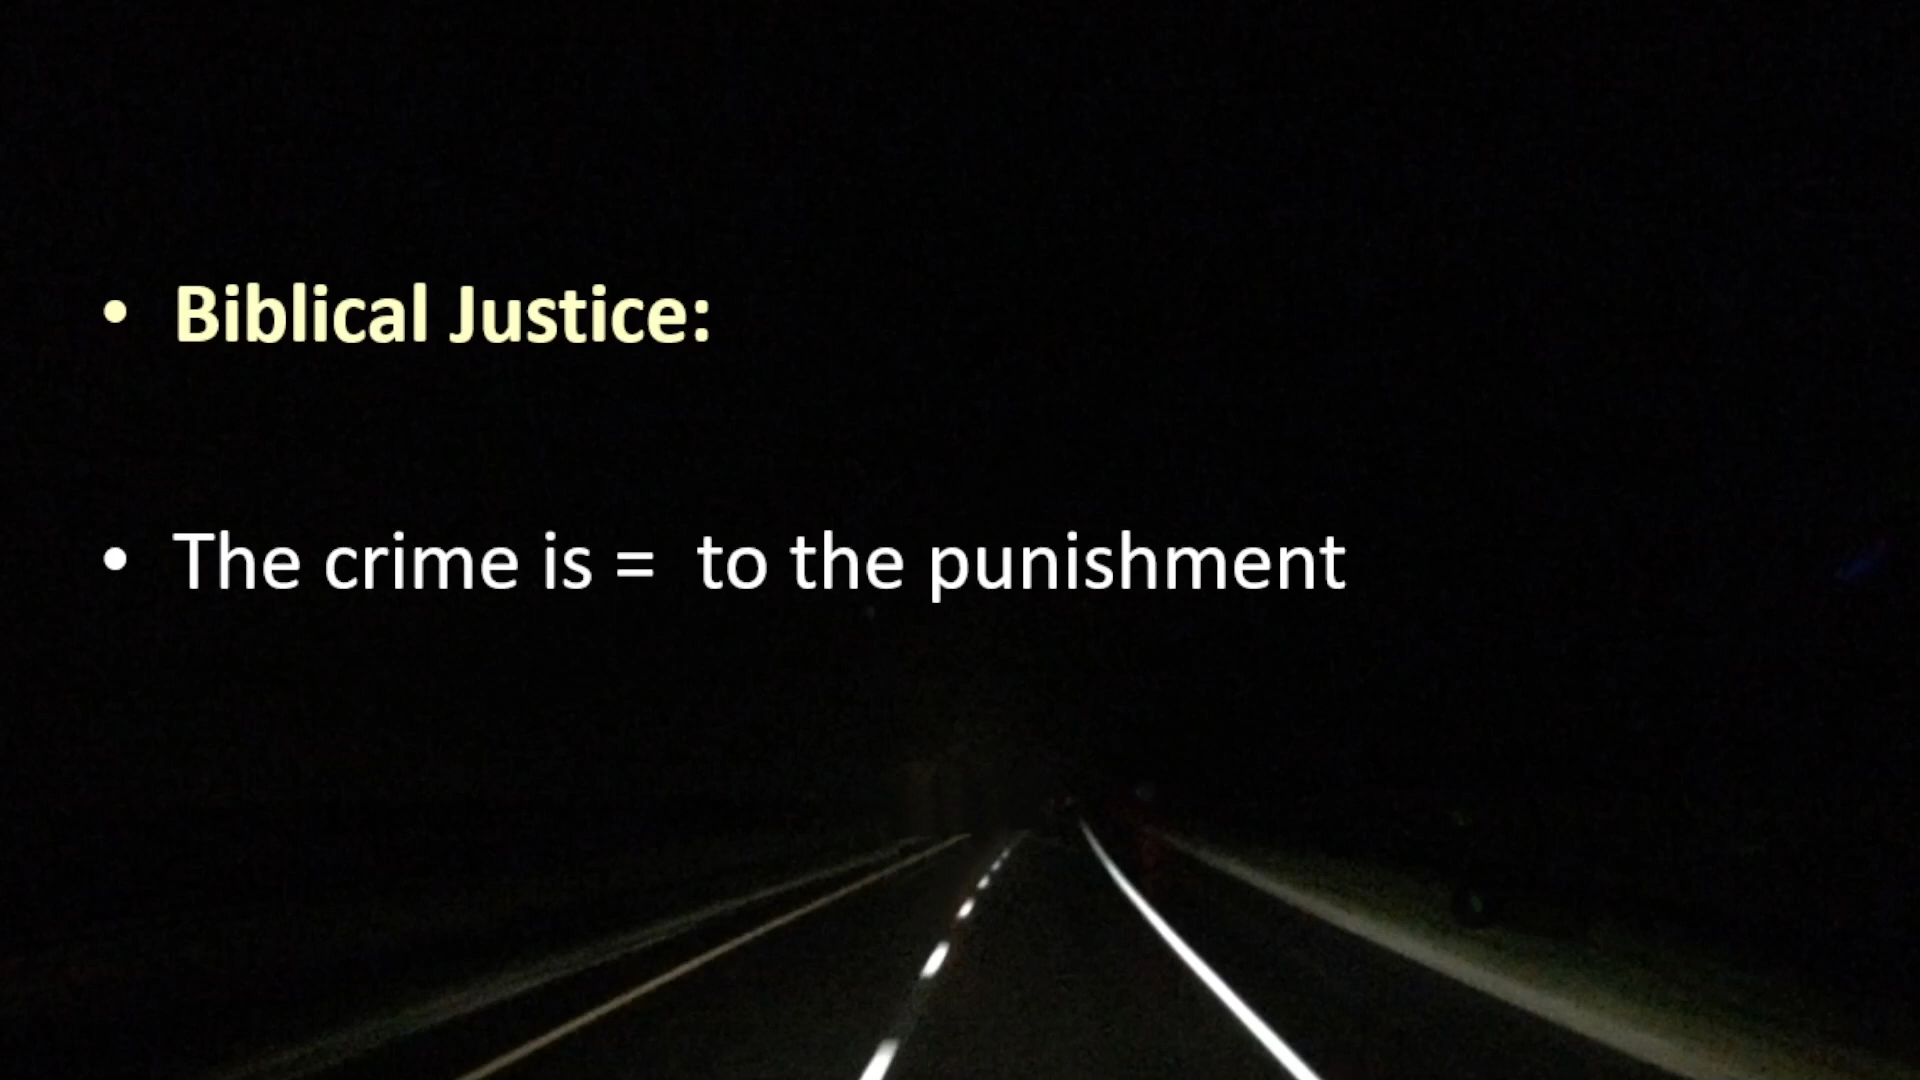 • Biblical Justice:
• The crime is =  to the punishment